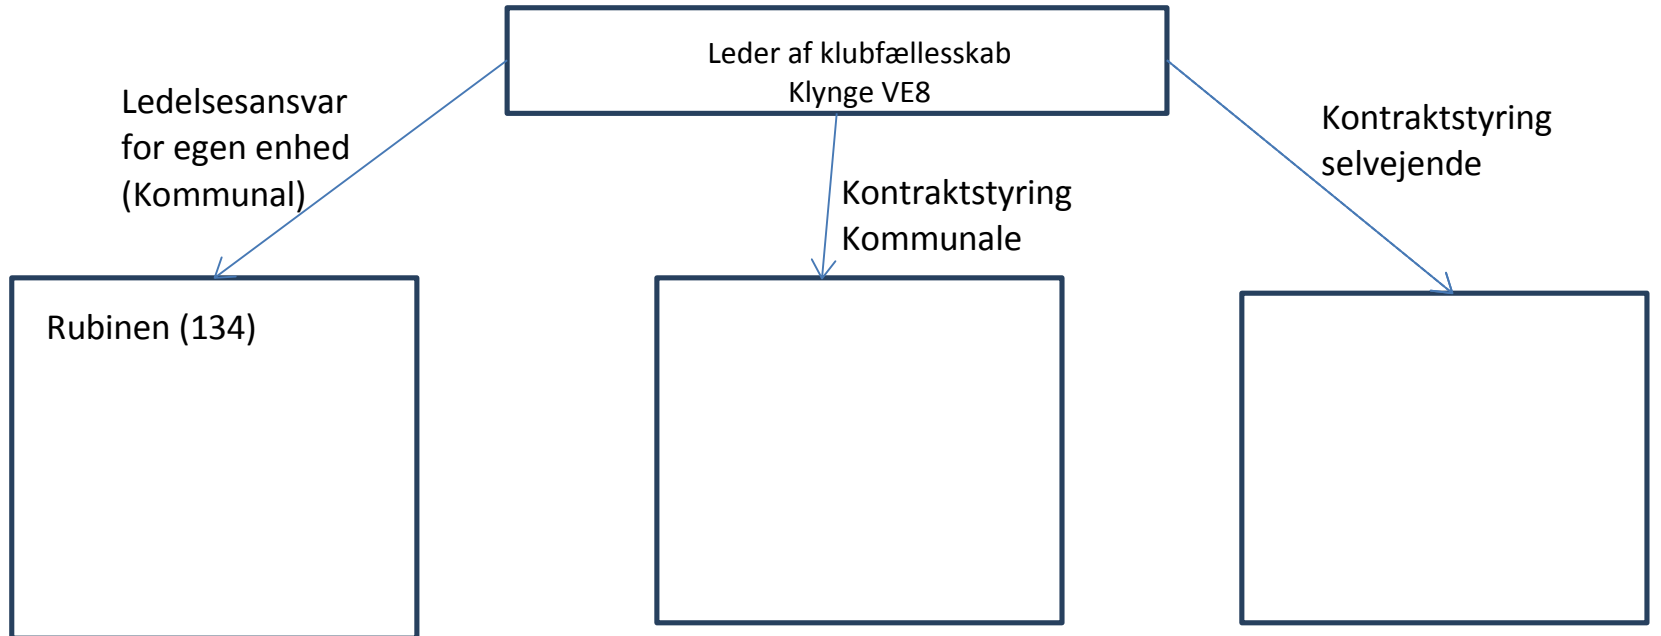 Leder af klubfællesskab
Klynge VE8
Ledelsesansvar
for egen enhed
(Kommunal)
Kontraktstyring
Kommunale
Kontraktstyring
selvejende
Rubinen (134)